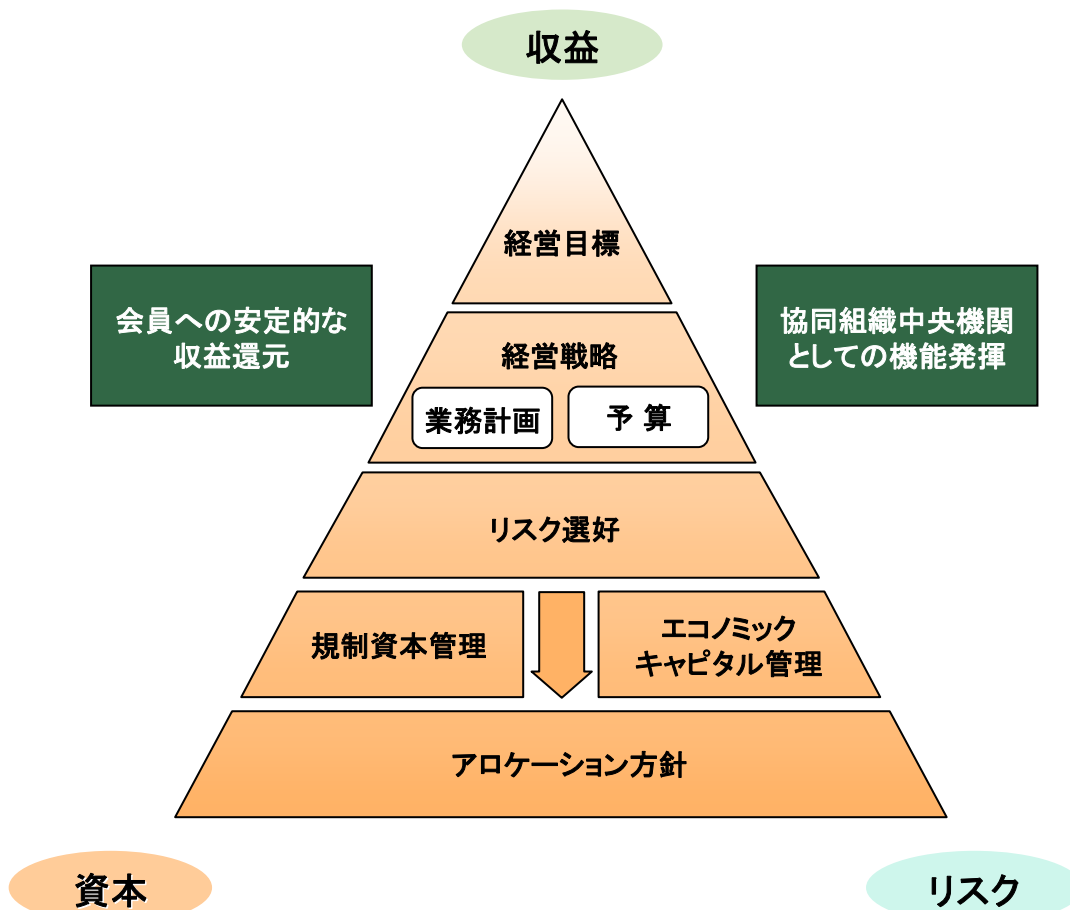 収益
経営目標
会員への安定的な
収益還元
協同組織中央機関
としての機能発揮
経営戦略
業務計画
予 算
リスク選好
規制資本管理
エコノミック
キャピタル管理
アロケーション方針
資本
リスク